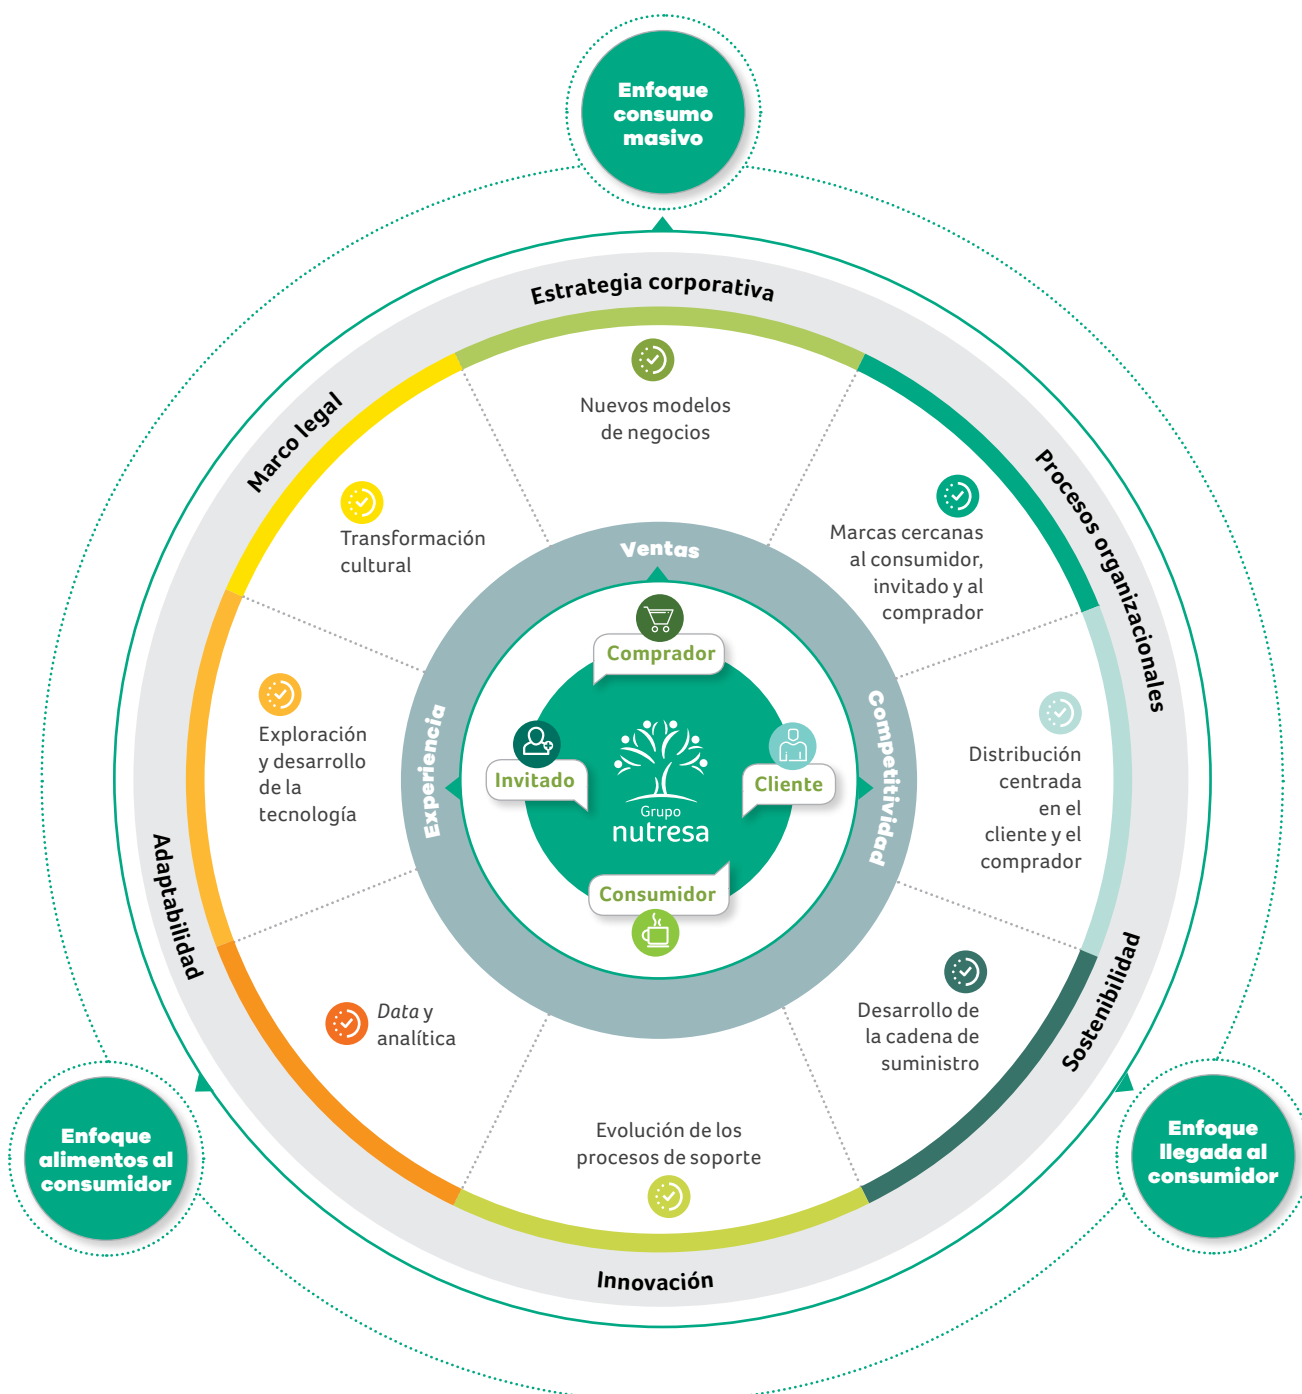 Enfoque
consumo
masivo
Estrategia corporativa
Marco legal
Procesos organizacionales
Adaptabilidad
Sostenibilidad
Innovación
Nuevos modelos
de negocios
Marcas cercanas
al consumidor,
invitado y al
comprador
Distribución
centrada
en el
cliente y el
comprador
Desarrollo de
la cadena de
suministro
Evolución de los
procesos de soporte
Data y
analítica
Exploración
y desarrollo
de la
tecnología
Transformación
cultural
Ventas
Competitividad
Experiencia
Comprador
Invitado
Cliente
Consumidor
Grupo
nutresa
Enfoque
alimentos al
consumidor
Enfoque
llegada al
consumidor